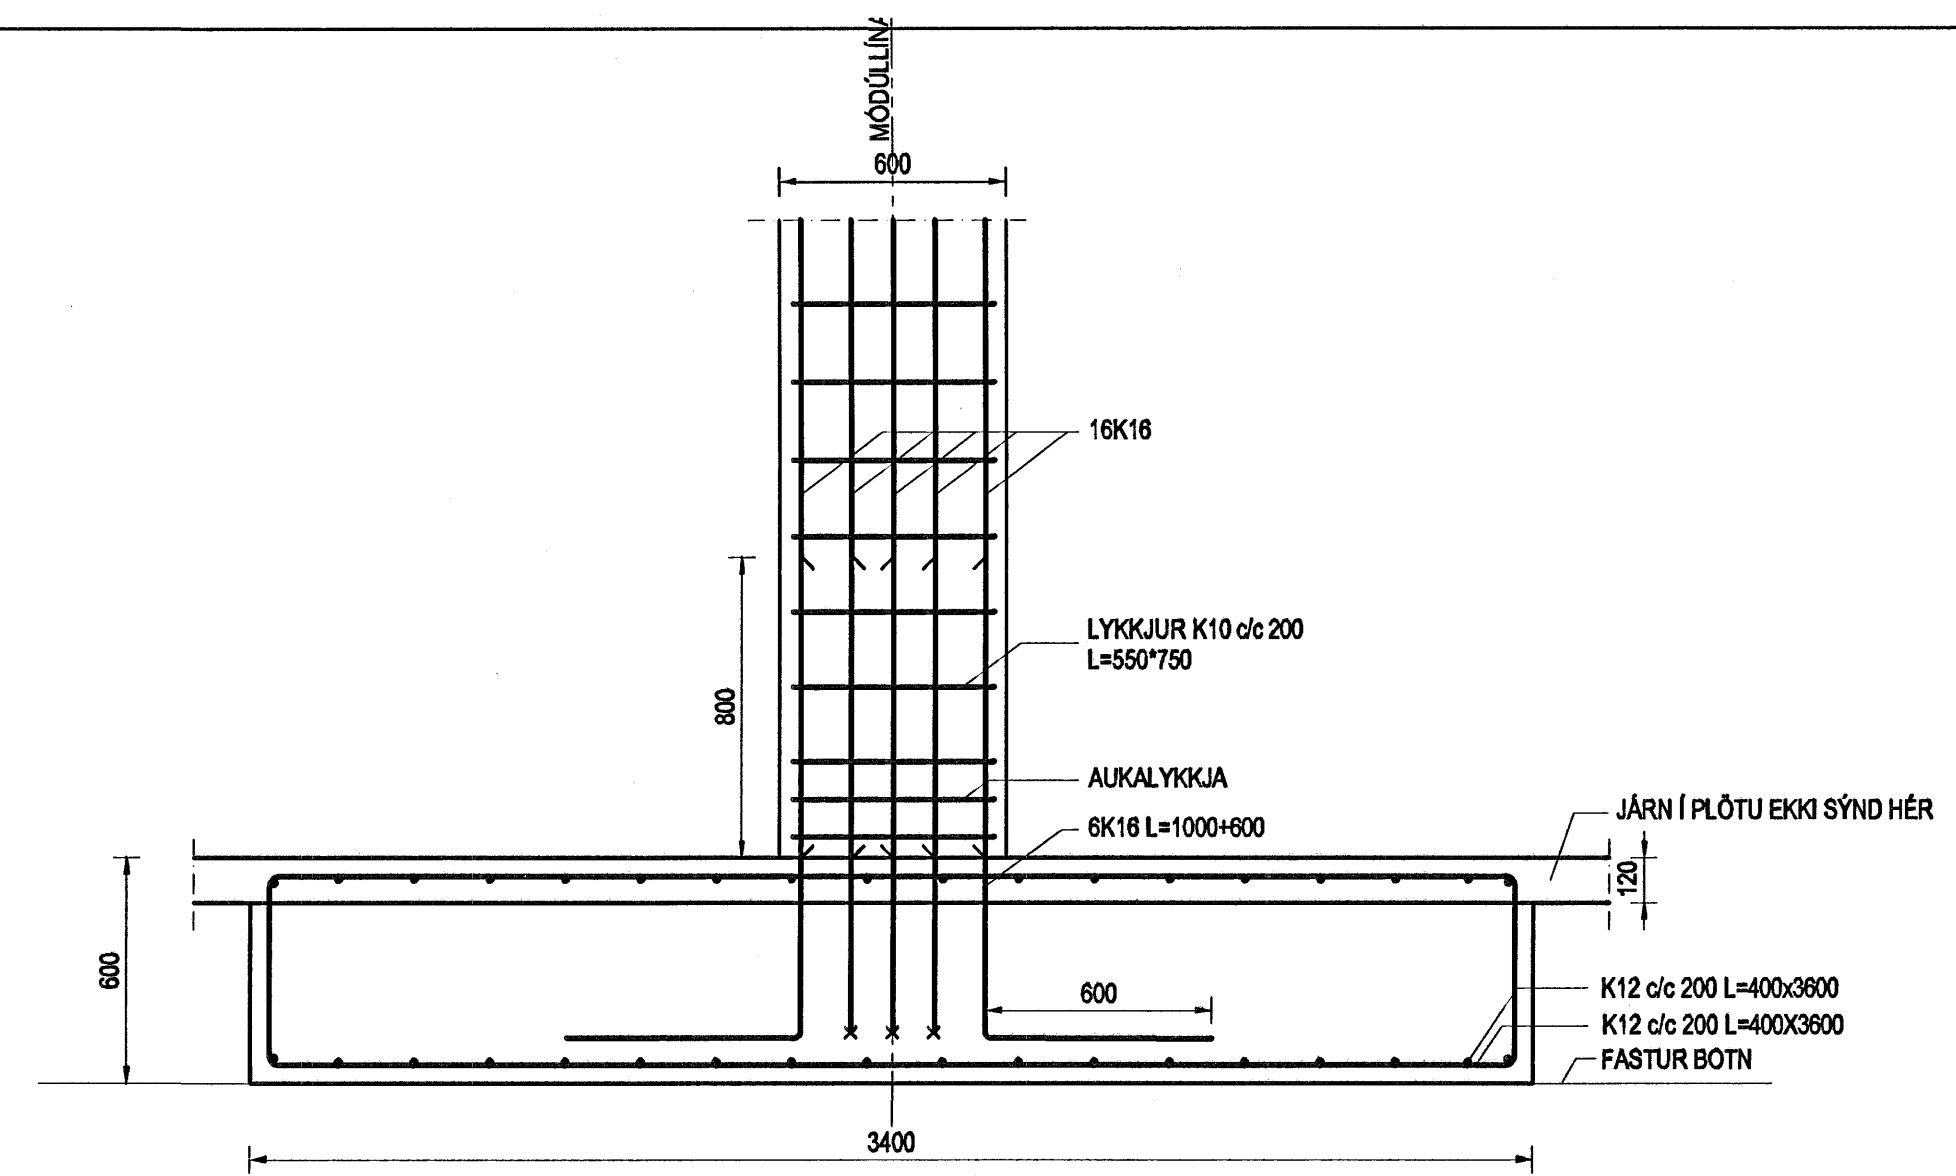 MÓDÚLLÍNA
600
16K16
LYKKJUR K10 c/c 200
L=550*750
800
AUKALYKKJA
6K16 L=1000+600
JÁRN Í PLÖTU EKKI SÝND HÉR
120
600
600
K12 c/c 200 L=400x3600
K12 c/c 200 L=400X3600
FASTUR BOTN
3400